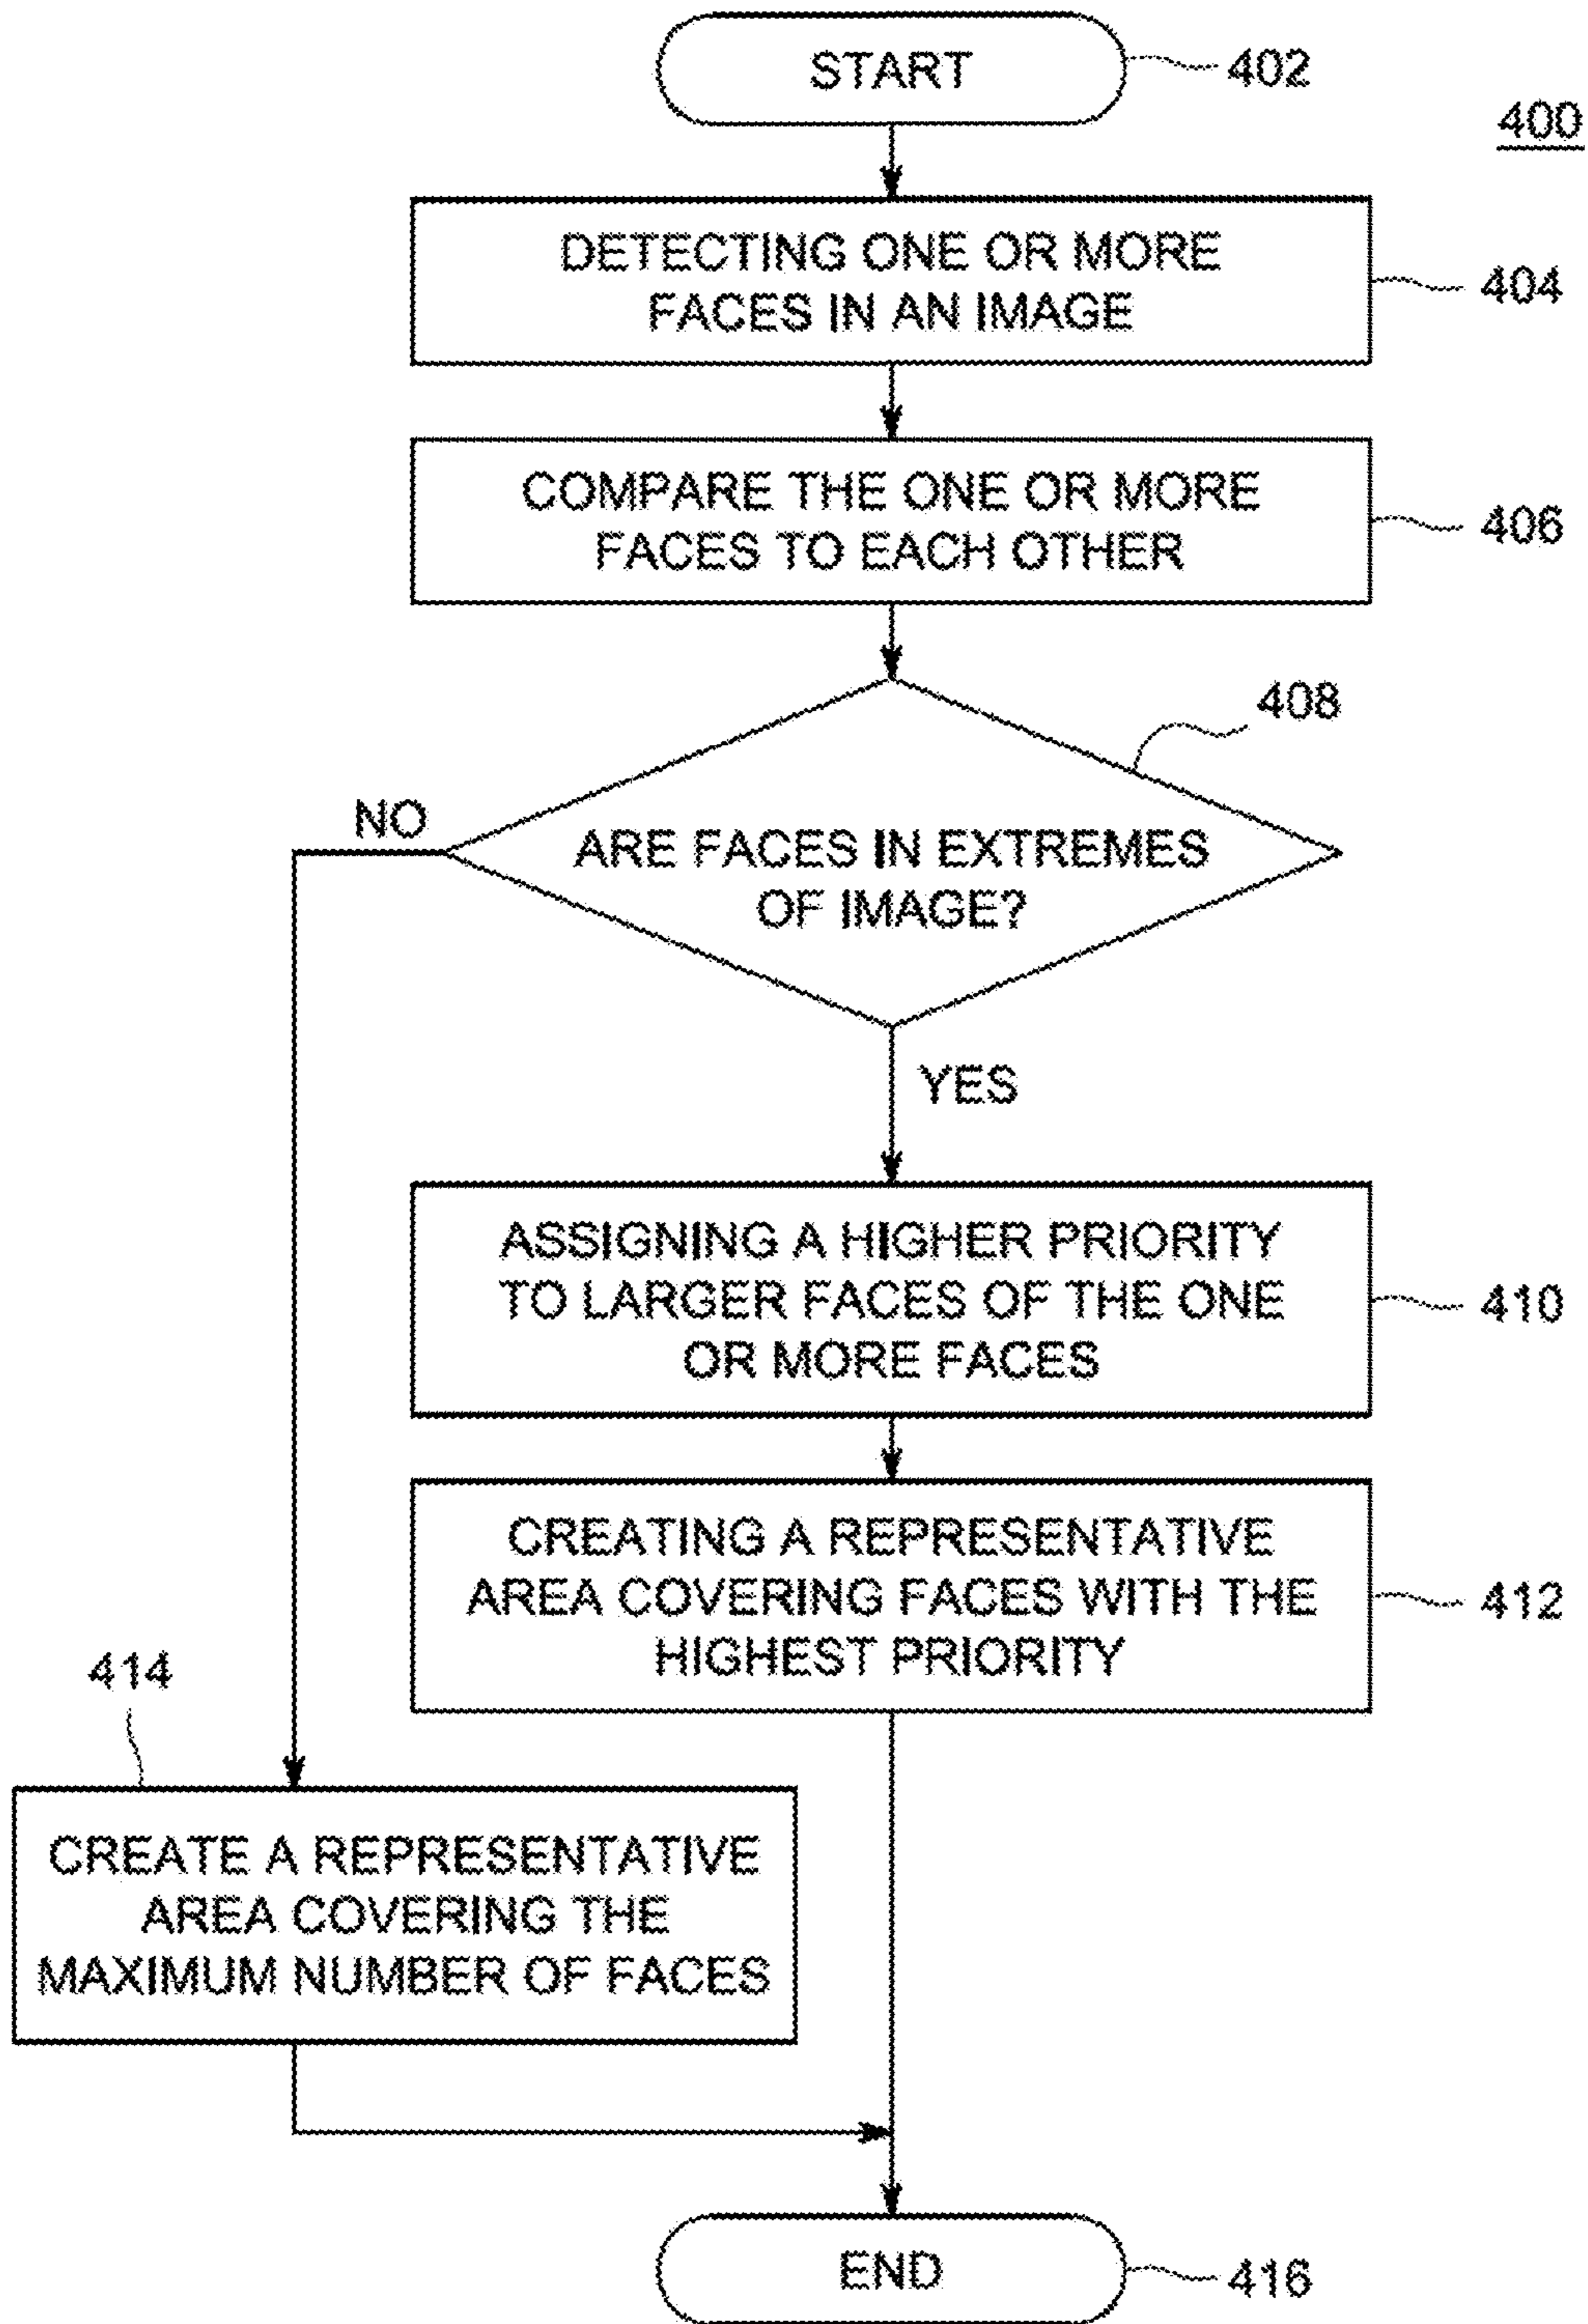 START
402
400
DETECTING ONE OR MORE
FACES IN AN IMAGE
404
COMPARE THE ONE OR MORE
FACES TO EACH OTHER
406
408
NO
ARE FACES IN EXTREMES
OF IMAGE?
YES
ASSIGNING A HIGHER PRIORITY
TO LARGER FACES OF THE ONE
OR MORE FACES
410
CREATING A REPRESENTATIVE
AREA COVERING FACES WITH THE
HIGHEST PRIORITY
412
414
CREATE A REPRESENTATIVE
AREA COVERING THE
MAXIMUM NUMBER OF FACES
END
416